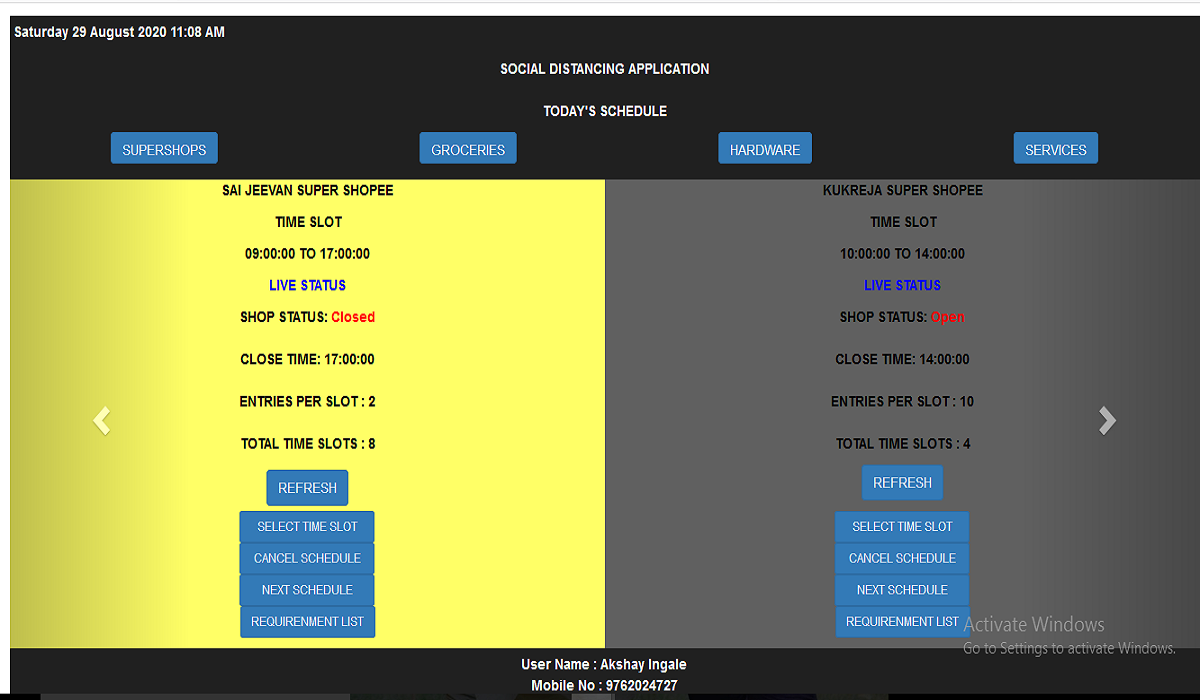 Saturday 29 August 2020 11:08 AM
SOCIAL DISTANCING APPLICATION
TODAY'S SCHEDULE
SUPERSHOPS
GROCERIES
HARDWARE
SERVICES
SAI JEEVAN SUPER SHOPEE
TIME SLOT
09:00:00 TO 17:00:00
LIVE STATUS
SHOP STATUS: Closed
CLOSE TIME: 17:00:00
ENTRIES PER SLOT : 2
TOTAL TIME SLOTS : 8
REFRESH
SELECT TIME SLOT
CANCEL SCHEDULE
NEXT SCHEDULE
REQUIRENMENT LIST
KUKREJA SUPER SHOPEE
TIME SLOT
10:00:00 TO 14:00:00
LIVE STATUS
SHOP STATUS: Open
CLOSE TIME: 14:00:00
ENTRIES PER SLOT : 10
TOTAL TIME SLOTS : 4
REFRESH
SELECT TIME SLOT
CANCEL SCHEDULE
NEXT SCHEDULE
REQUIRENMENT LIST
Activate Windows
Go to Settings to activate Windows.
User Name : Akshay Ingale
Mobile No : 9762024727